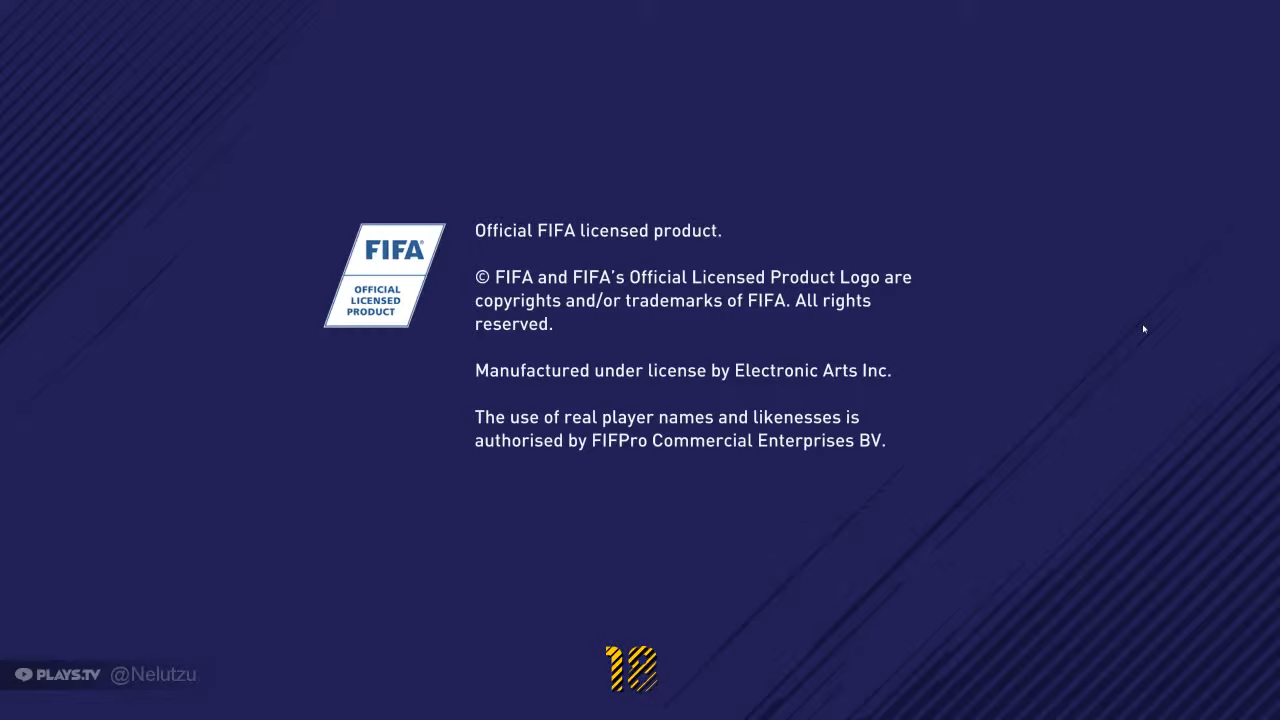 FIFA
OFFICIAL
LICENSED
PRODUCT
Official FIFA licensed product.
© FIFA and FIFA's Official Licensed Product Logo are
copyrights and/or trademarks of FIFA. All rights
reserved.
Manufactured under license by Electronic Arts Inc.
The use of real player names and likenesses is
authorised by FIFPro Commercial Enterprises BV.
18
PLAYS.TV @Nelutzu